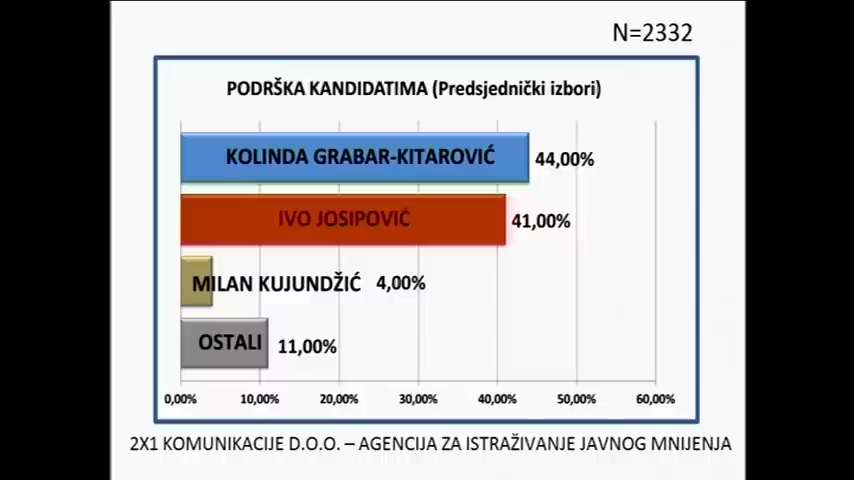 N=2332
PODRŠKA KANDIDATIMA (Predsjednički izbori)
KOLINDA GRABAR-KITAROVIĆ 44,00%
IVO JOSIPOVIĆ 41,00%
MILAN KUJUNDŽIĆ 4,00%
OSTALI 11,00%
0,00% 10,00% 20,00% 30,00% 40,00% 50,00% 60,00%
2X1 KOMUNIKACIJE D.O.O. – AGENCIJA ZA ISTRAŽIVANJE JAVNOG MNIJENJA